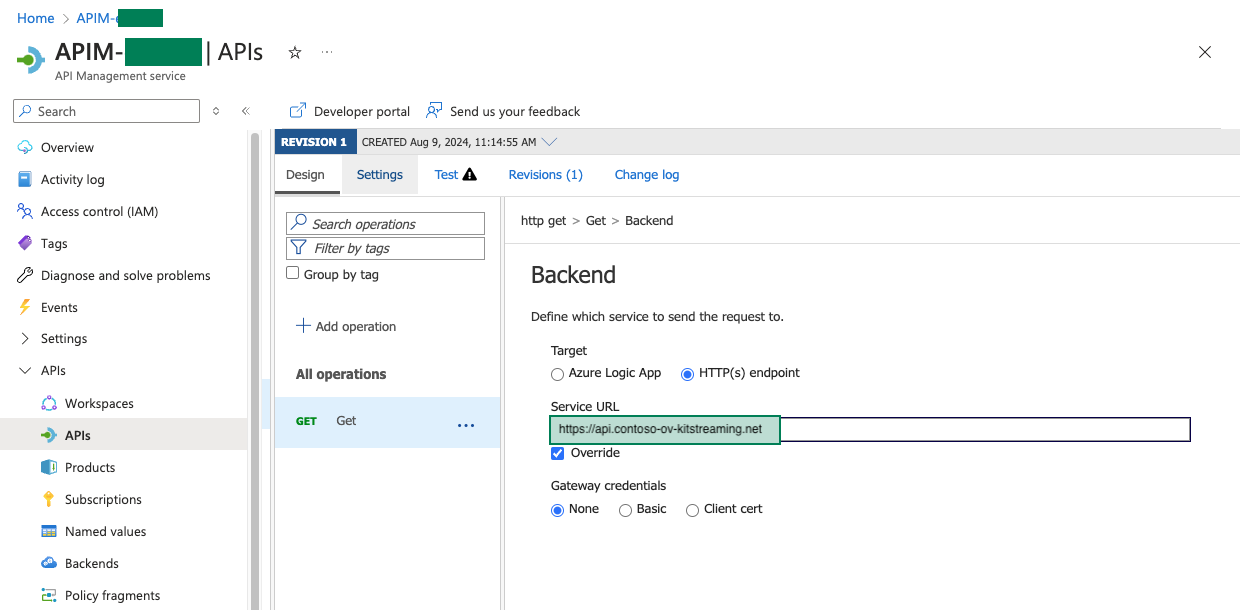 Home > APIM-
APIM- | APIs
API Management service
Search
Developer portal
Send us your feedback
Overview
Activity log
Access control (IAM)
Tags
Diagnose and solve problems
Events
Settings
APIs
Workspaces
APIs
Products
Subscriptions
Named values
Backends
Policy fragments
REVISION 1 CREATED Aug 9, 2024, 11:14:55 AM
Design Settings Test Revisions (1) Change log
Search operations
Filter by tags
Group by tag
Add operation
All operations
GET Get
http get > Get > Backend
Backend
Define which service to send the request to.
Target
Azure Logic App HTTP(s) endpoint
Service URL
https://api.contoso-ov-kitstreaming.net
Override
Gateway credentials
None Basic Client cert